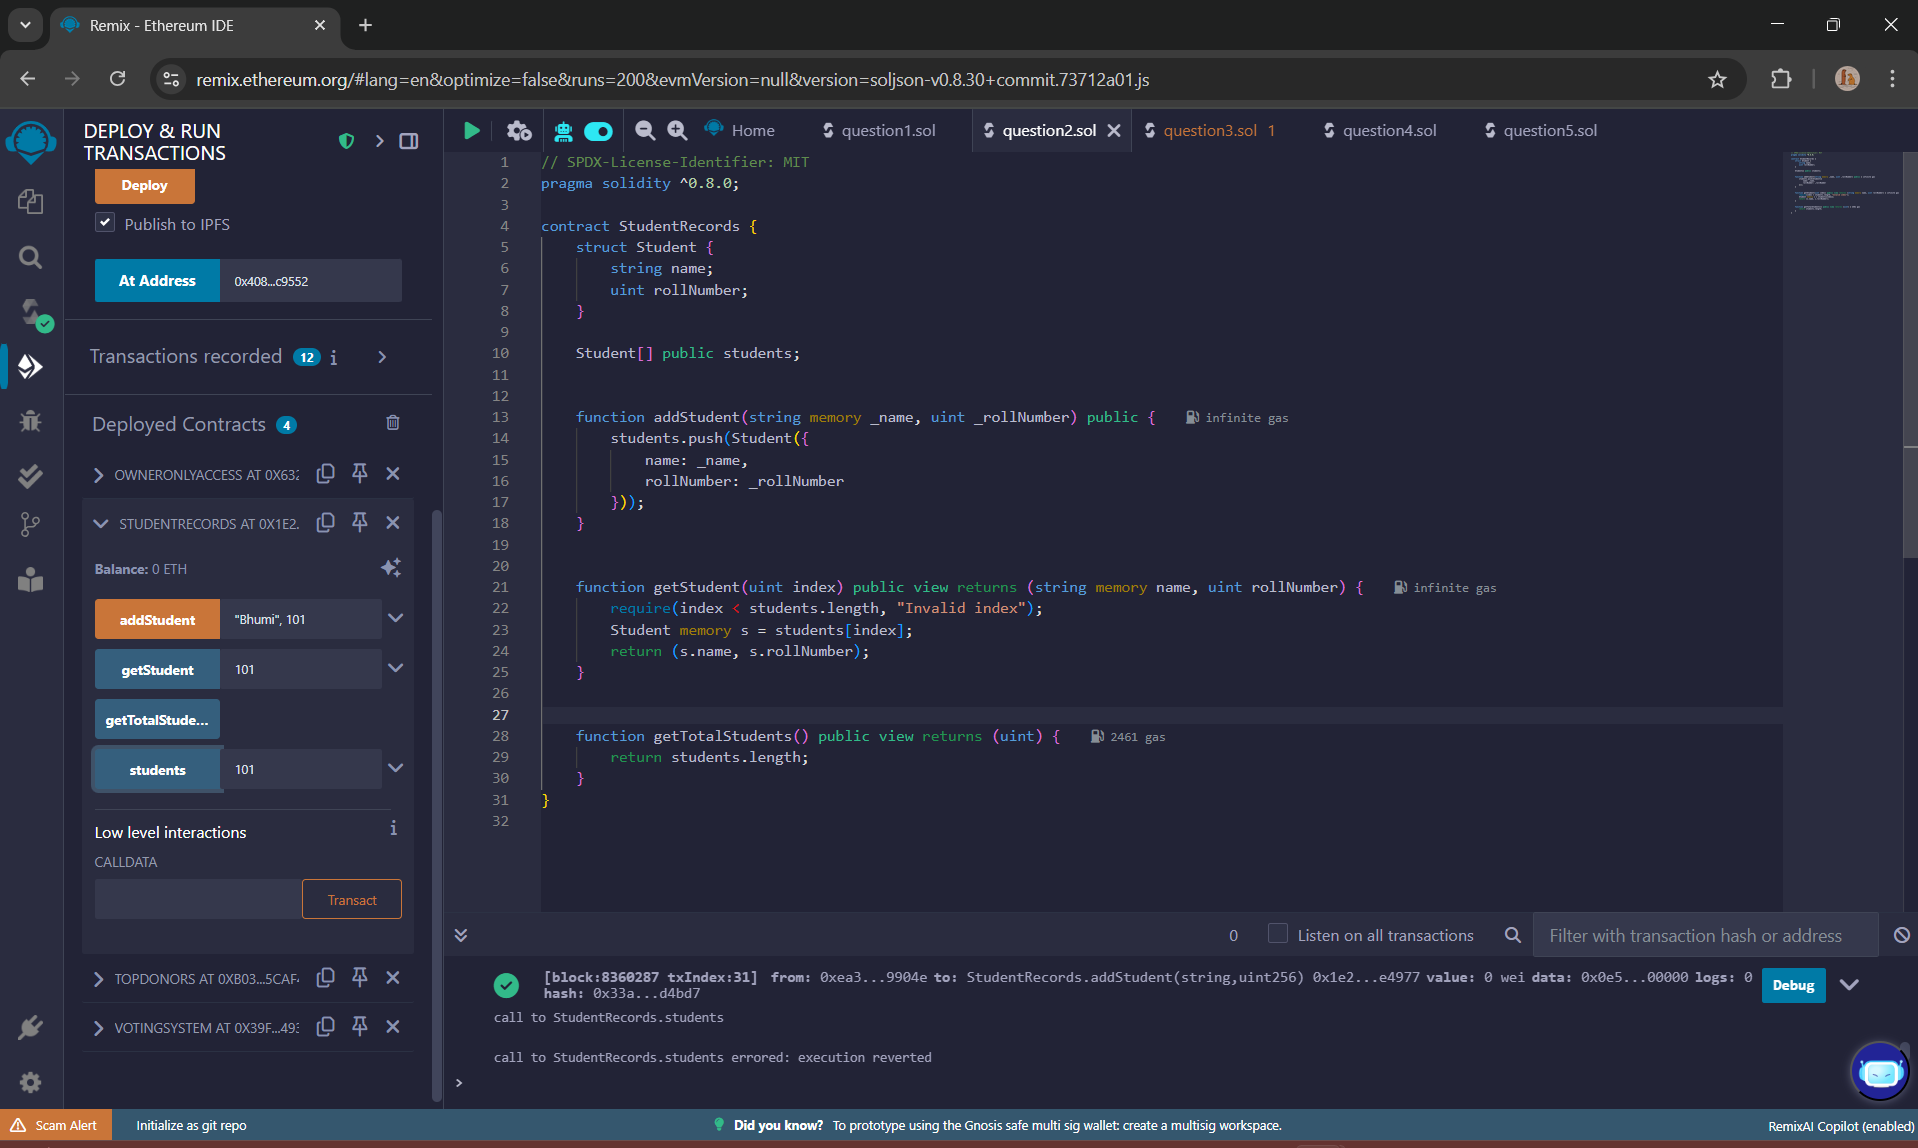 Remix - Ethereum IDE
remix.ethereum.org/#lang=en&optimize=false&runs=200&evmVersion=null&version=soljson-v0.8.30+commit.73712a01.js
DEPLOY & RUN
TRANSACTIONS
Deploy
Publish to IPFS
At Address
0x408...c9552
Transactions recorded 12 i
Deployed Contracts 4
OWNERONLYACCESS AT 0X632
STUDENTRECORDS AT 0X1E2.
Balance: 0 ETH
addStudent "Bhumi", 101
getStudent 101
getTotalStude...
students 101
Low level interactions i
CALLDATA
Transact
TOPDONORS AT 0XB03...5CAF4
VOTINGSYSTEM AT 0X39F...493
Home question1.sol question2.sol question3.sol 1 question4.sol question5.sol
1 // SPDX-License-Identifier: MIT
2 pragma solidity ^0.8.0;
3
4 contract StudentRecords {
5 struct Student {
6 string name;
7 uint rollNumber;
8 }
9
10 Student[] public students;
11
12
13 function addStudent(string memory _name, uint _rollNumber) public { infinite gas
14 students.push(Student({
15 name: _name,
16 rollNumber: _rollNumber
17 }));
18 }
19
20
21 function getStudent(uint index) public view returns (string memory name, uint rollNumber) { infinite gas
22 require(index < students.length, "Invalid index");
23 Student memory s = students[index];
24 return (s.name, s.rollNumber);
25 }
26
27
28 function getTotalStudents() public view returns (uint) { 2461 gas
29 return students.length;
30 }
31 }
32
0 Listen on all transactions Filter with transaction hash or address
[block:8360287 txIndex:31] from: 0xea3...9904e to: StudentRecords.addStudent(string,uint256) 0x1e2...e4977 value: 0 wei data: 0x0e5...00000 logs: 0
hash: 0x33a...d4bd7
Debug
call to StudentRecords.students
call to StudentRecords.students errored: execution reverted
>
Scam Alert Initialize as git repo Did you know? To prototype using the Gnosis safe multi sig wallet: create a multisig workspace. RemixAI Copilot (enabled)